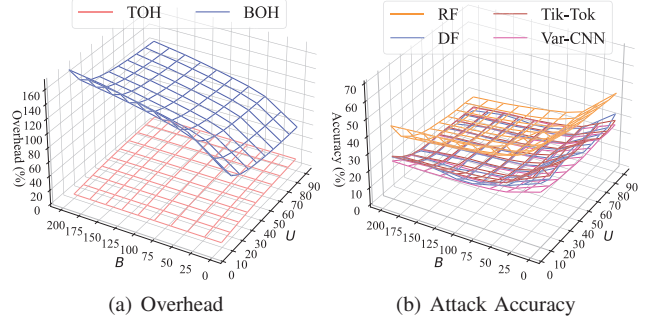 TOH BOH
Overhead (%)
160
140
120
100
80
60
40
20
0
200 175 150 125 100 75 50 25 0
B
0 10 20 30 40 50 60 70 80 90
U
(a) Overhead
RF Tik-Tok
DF Var-CNN
Accuracy (%)
70
60
50
40
30
20
10
0
200 175 150 125 100 75 50 25 0
B
0 10 20 30 40 50 60 70 80 90
U
(b) Attack Accuracy